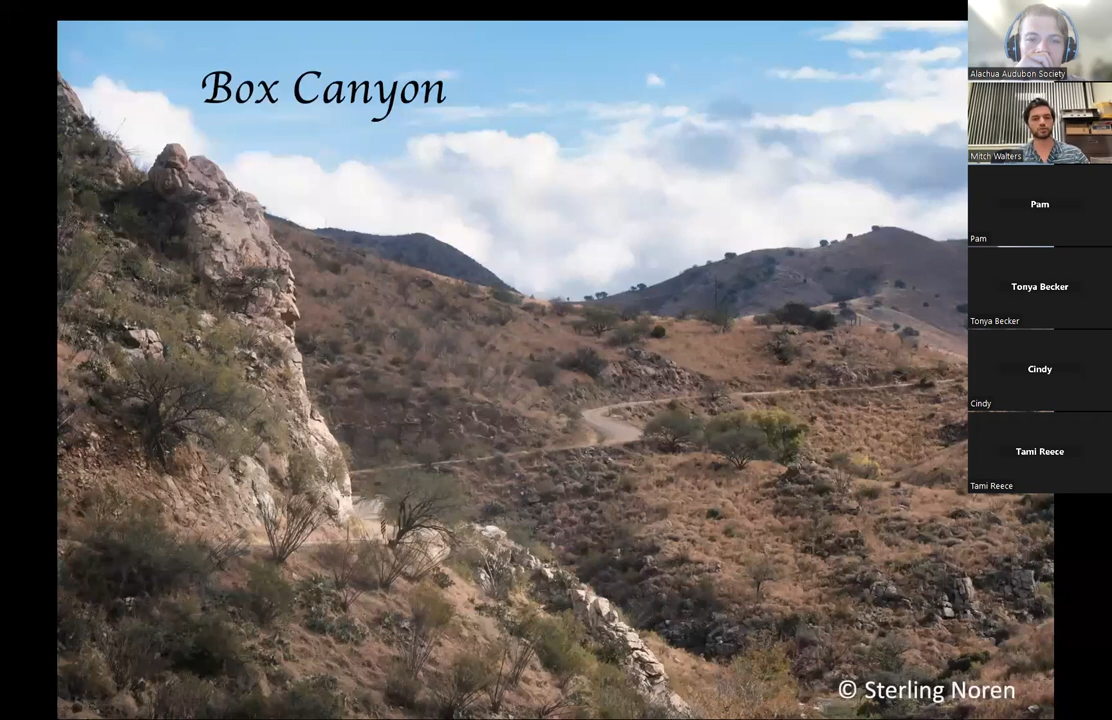 Box Canyon
© Sterling Noren
Alachua Audubon Society
Mitch Walters
Pam
Pam
Tonya Becker
Tonya Becker
Cindy
Cindy
Tami Reece
Tami Reece